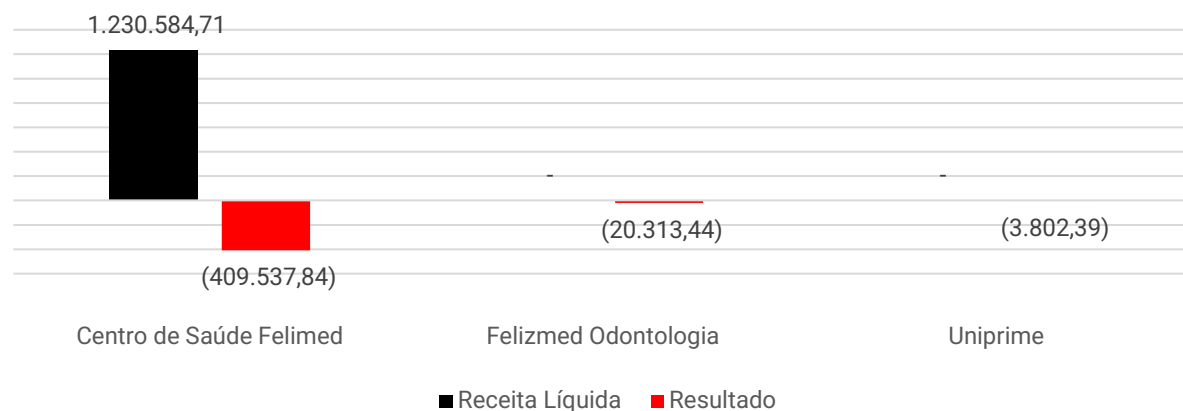 1.230.584,71
- -
(20.313,44) (3.802,39)
(409.537,84)
Centro de Saúde Felimed Felizmed Odontologia Uniprime
Receita Líquida Resultado